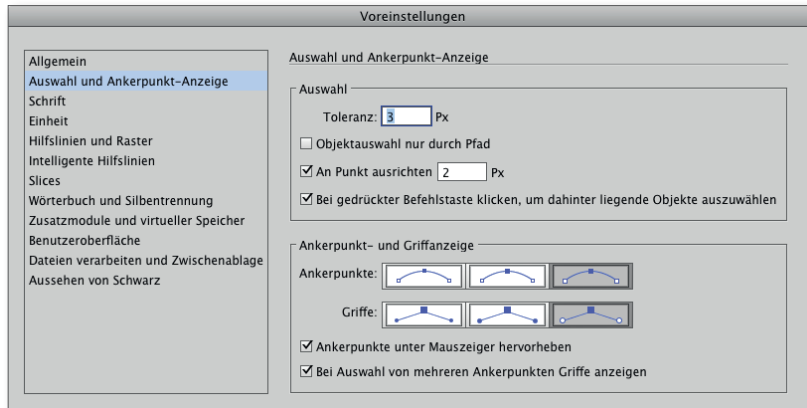 Voreinstellungen
Allgemein
Auswahl und Ankerpunkt-Anzeige
Schrift
Einheit
Hilfslinien und Raster
Intelligente Hilfslinien
Slices
Wörterbuch und Silbentrennung
Zusatzmodule und virtueller Speicher
Benutzeroberfläche
Dateien verarbeiten und Zwischenablage
Aussehen von Schwarz
Auswahl und Ankerpunkt-Anzeige
Auswahl
Toleranz: 3 Px
Objektauswahl nur durch Pfad
An Punkt ausrichten 2 Px
Bei gedrückter Befehlstaste klicken, um dahinter liegende Objekte auszuwählen
Ankerpunkt- und Griffanzeige
Ankerpunkte:
Griffe:
Ankerpunkte unter Mauszeiger hervorheben
Bei Auswahl von mehreren Ankerpunkten Griffe anzeigen